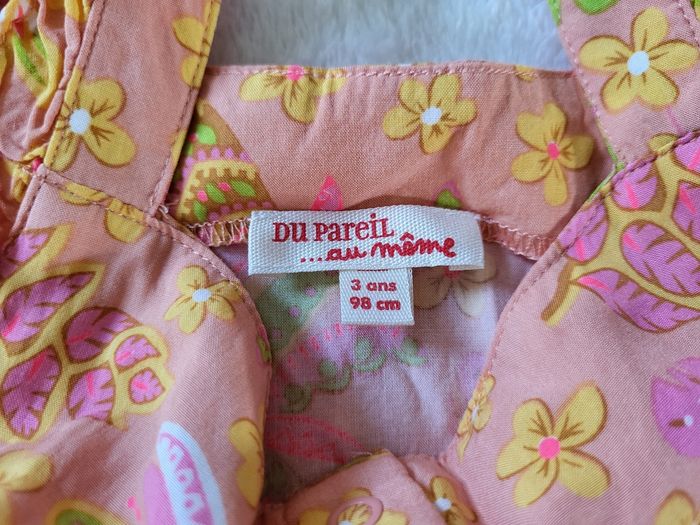 DU PAREIL
...au même
3 ans
98 cm